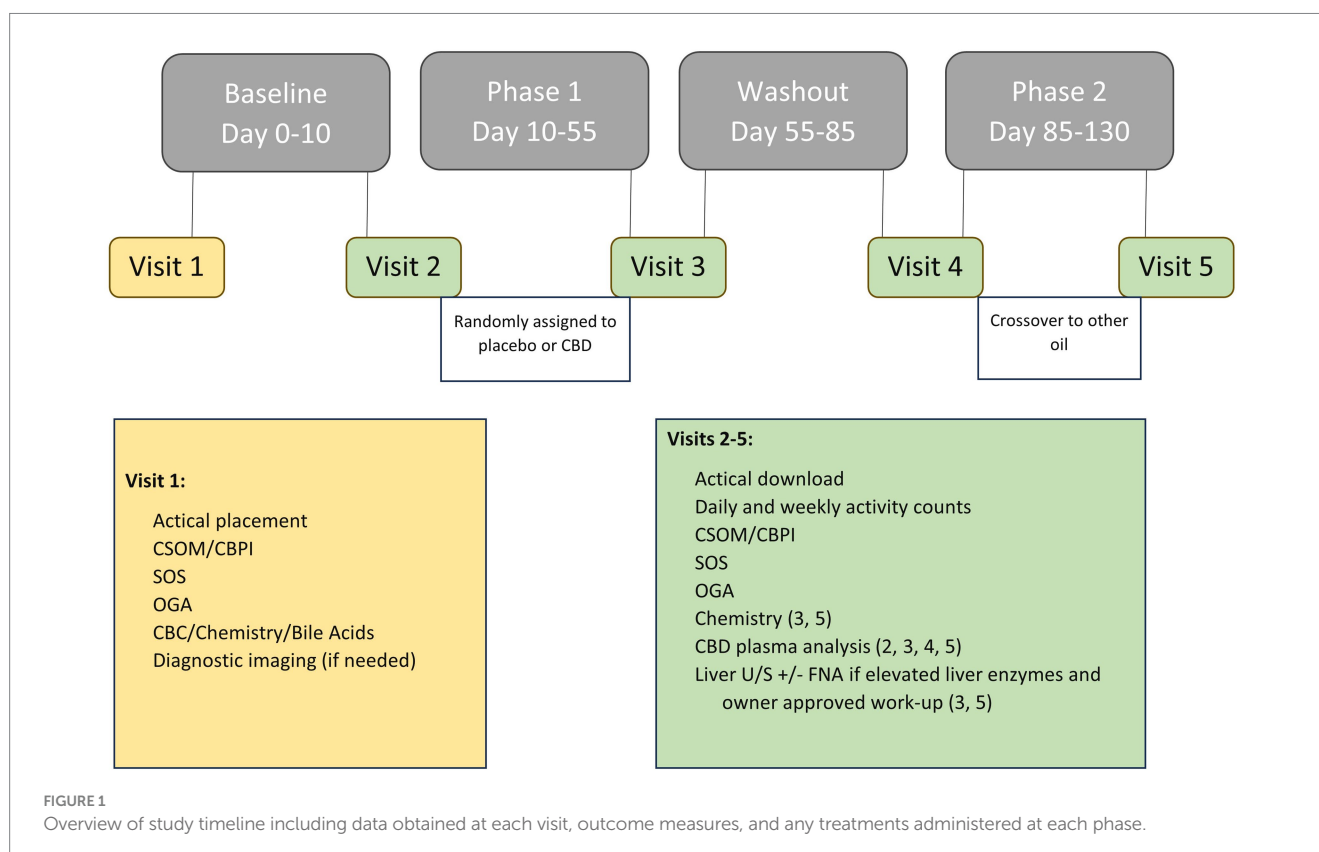 Baseline
Day 0-10
Phase 1
Day 10-55
Washout
Day 55-85
Phase 2
Day 85-130
Visit 1
Visit 2
Visit 3
Visit 4
Visit 5
Randomly assigned to
placebo or CBD
Crossover to other
oil
Visit 1:
Actical placement
CSOM/CBPI
SOS
OGA
CBC/Chemistry/Bile Acids
Diagnostic imaging (if needed)
Visits 2-5:
Actical download
Daily and weekly activity counts
CSOM/CBPI
SOS
OGA
Chemistry (3, 5)
CBD plasma analysis (2, 3, 4, 5)
Liver U/S +/- FNA if elevated liver enzymes and
owner approved work-up (3, 5)
FIGURE 1
Overview of study timeline including data obtained at each visit, outcome measures, and any treatments administered at each phase.